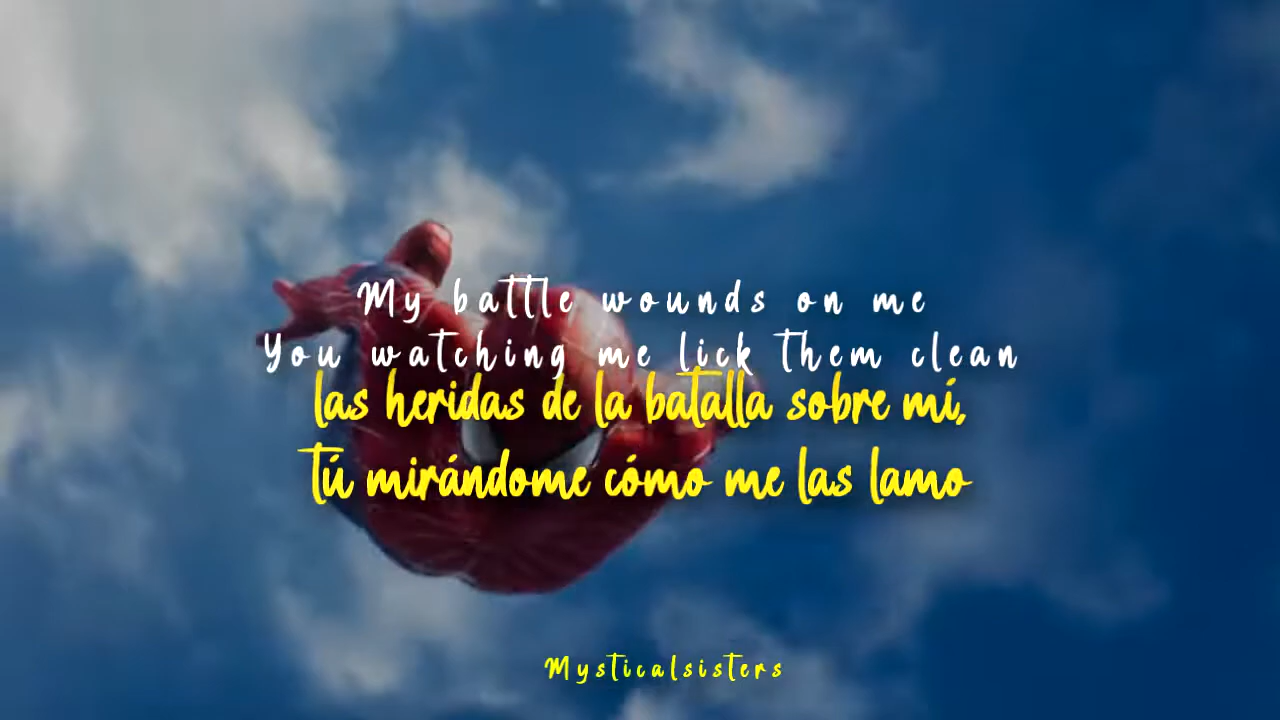 My battle wounds on me
You watching me lick them clean
las heridas de la batalla sobre mí,
tú mirándome cómo me las lamo
Mysticalsisters